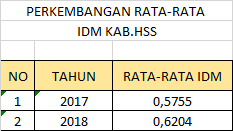 PERKEMBANGAN RATA-RATA
IDM KAB.HSS
NO TAHUN RATA-RATA IDM
1 2017 0,5755
2 2018 0,6204